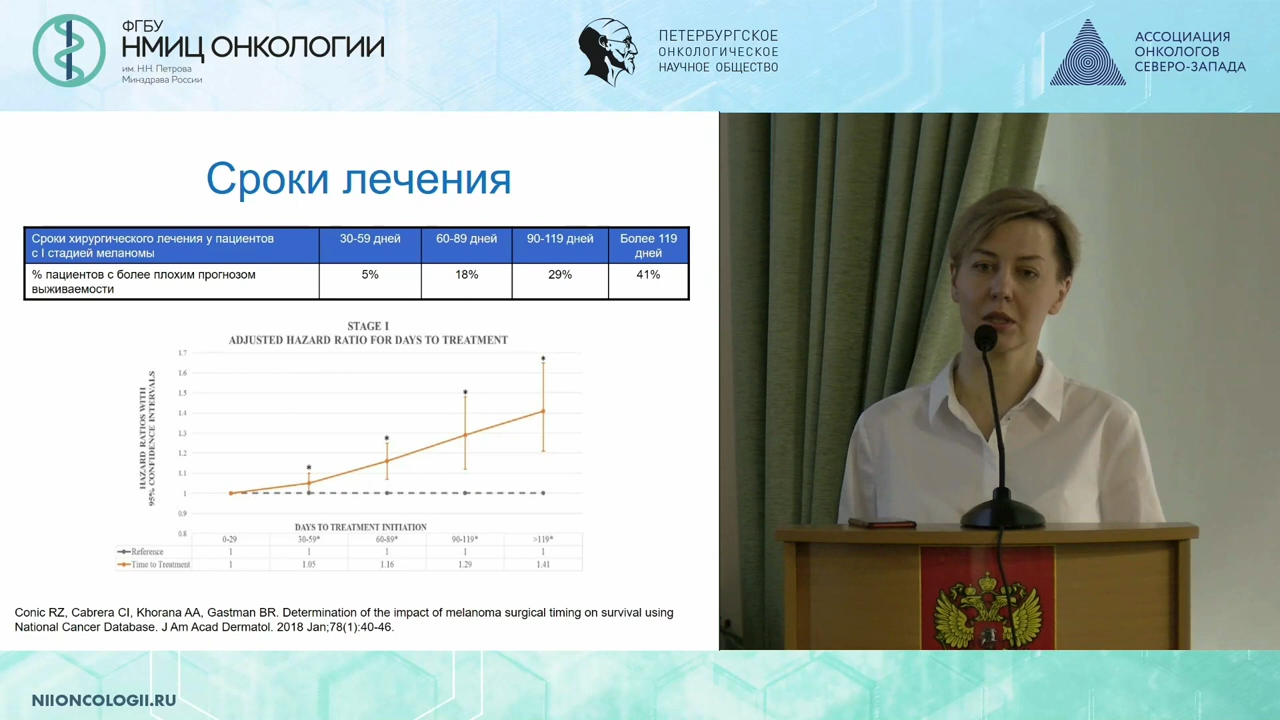 ФГБУ
НМИЦ ОНКОЛОГИИ
им. Н.Н. Петрова
Минздрава России
ПЕТЕРБУРГСКОЕ
ОНКОЛОГИЧЕСКОЕ
НАУЧНОЕ ОБЩЕСТВО
АССОЦИАЦИЯ
ОНКОЛОГОВ
СЕВЕРО-ЗАПАДА
Сроки лечения
Сроки хирургического лечения у пациентов
с I стадией меланомы
30-59 дней
60-89 дней
90-119 дней
Более 119
дней
% пациентов с более плохим прогнозом
выживаемости
5%
18%
29%
41%
STAGE I
ADJUSTED HAZARD RATIO FOR DAYS TO TREATMENT
HAZARD RATIOS WITH
95% CONFIDENCE INTERVALS
1.7
1.6
1.5
1.4
1.3
1.2
1.1
1
0.9
0.8
* * * *
DAYS TO TREATMENT INITIATION
0-29 30-59* 60-89* 90-119* >119*
Reference 1 1 1 1 1
Time to Treatment 1 1.05 1.16 1.29 1.41
Conic RZ, Cabrera CI, Khorana AA, Gastman BR. Determination of the impact of melanoma surgical timing on survival using
National Cancer Database. J Am Acad Dermatol. 2018 Jan;78(1):40-46.
NIIONCOLOGII.RU